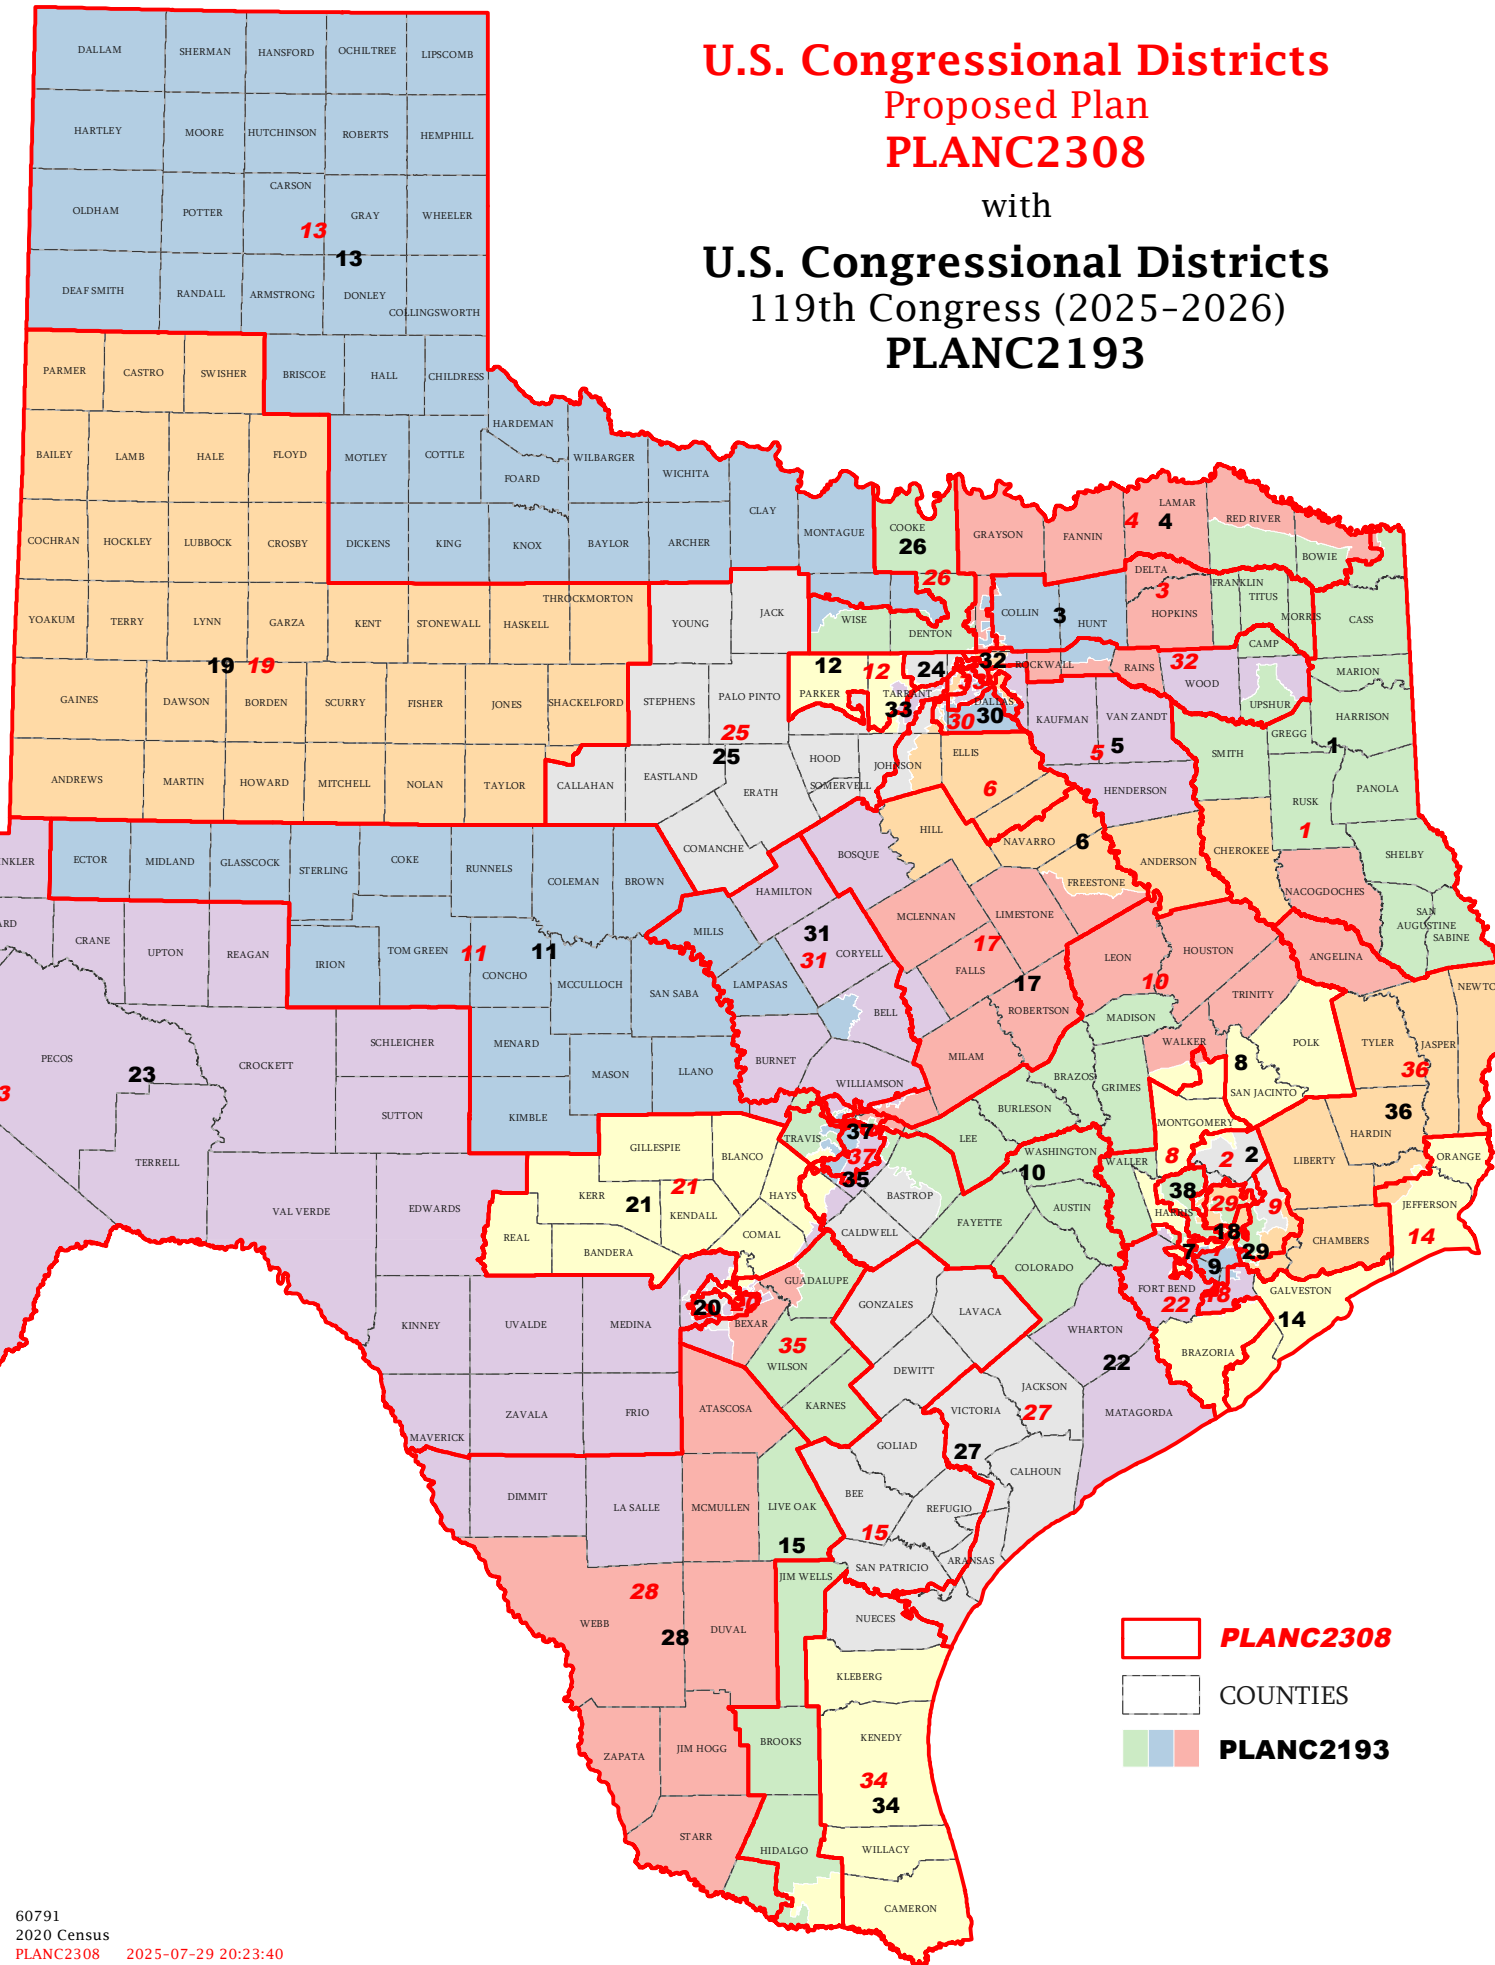 U.S. Congressional Districts
Proposed Plan
PLANC2308
with
U.S. Congressional Districts
119th Congress (2025–2026)
PLANC2193
DALLAM
SHERMAN
HANSFORD
OCHILTREE
LIPSCOMB
HARTLEY
MOORE
HUTCHINSON
ROBERTS
HEMPHILL
CARSON
OLDHAM
POTTER
GRAY
WHEELER
13
13
DEAF SMITH
RANDALL
ARMSTRONG
DONLEY
COLLINGSWORTH
PARMER
CASTRO
SWISHER
BRISCOE
HALL
CHILDRESS
HARDEMAN
BAILEY
LAMB
HALE
FLOYD
MOTLEY
COTTLE
FOARD
WILBARGER
WICHITA
CLAY
MONTAGUE
COOKE
26
GRAYSON
FANNIN
4
4
LAMAR
RED RIVER
BOWIE
COCHRAN
HOCKLEY
LUBBOCK
CROSBY
DICKENS
KING
KNOX
BAYLOR
ARCHER
26
DELTA
3
FRANKLIN
TITUS
MORRIS
CASS
YOAKUM
TERRY
LYNN
GARZA
KENT
STONEWALL
HASKELL
THROCKMORTON
YOUNG
JACK
WISE
DENTON
COLLIN
3
HUNT
HOPKINS
CAMP
MARION
19
19
12
12
24
32
ROCKWALL
RAINS
32
WOOD
UPSHUR
HARRISON
GAINES
DAWSON
BORDEN
SCURRY
FISHER
JONES
SHACKELFORD
STEPHENS
PALO PINTO
PARKER
TARRANT
33
33
DALLAS
30
30
KAUFMAN
VAN ZANDT
5
5
SMITH
GREGG
1
25
25
HOOD
JOHNSON
ELLIS
6
HENDERSON
RUSK
PANOLA
1
ANDREWS
MARTIN
HOWARD
MITCHELL
NOLAN
TAYLOR
CALLAHAN
EASTLAND
ERATH
SOMERVELL
HILL
NAVARRO
6
FREESTONE
ANDERSON
CHEROKEE
SHELBY
NACOGDOCHES
NKLER
ECTOR
MIDLAND
GLASSCOCK
STERLING
COKE
RUNNELS
COLEMAN
BROWN
COMANCHE
BOSQUE
HAMILTON
MILLS
31
31
CORYELL
MCLENNAN
LIMESTONE
17
FALLS
17
LEON
HOUSTON
10
ANGELINA
SAN
AUGUSTINE
SABINE
NEWTO
ARD
CRANE
UPTON
REAGAN
IRION
TOM GREEN
11
CONCHO
11
MCCULLOCH
SAN SABA
LAMPASAS
BELL
ROBERTSON
MADISON
TRINITY
WALKER
POLK
TYLER
JASPER
36
PECOS
23
3
CROCKETT
SCHLEICHER
MENARD
MASON
LLANO
BURNET
WILLIAMSON
MILAM
BRAZOS
GRIMES
8
SAN JACINTO
36
HARDIN
SUTTON
KIMBLE
GILLESPIE
BLANCO
TRAVIS
37
37
35
LEE
BURLESON
WASHINGTON
10
WALLER
MONTGOMERY
8
2
2
LIBERTY
ORANGE
TERRELL
VAL VERDE
EDWARDS
KERR
21
21
KENDALL
HAYS
BASTROP
CALDWELL
FAYETTE
AUSTIN
38
HARRIS
29
9
18
29
CHAMBERS
JEFFERSON
14
REAL
BANDERA
COMAL
COLORADO
7
9
18
FORT BEND
22
GALVESTON
14
BRAZORIA
KINNEY
UVALDE
MEDINA
20
20
BEXAR
GUADALUPE
35
WILSON
GONZALES
LAVACA
WHARTON
22
MATAGORDA
MAVERICK
ZAVALA
FRIO
ATASCOSA
KARNES
DEWITT
VICTORIA
JACKSON
27
27
CALHOUN
GOLIAD
DIMMIT
LA SALLE
MCMULLEN
LIVE OAK
15
BEE
15
REFUGIO
ARANSAS
SAN PATRICIO
JIM WELLS
NUECES
WEBB
28
28
DUVAL
KLEBERG
ZAPATA
JIM HOGG
BROOKS
KENEDY
34
34
STARR
HIDALGO
WILLACY
CAMERON
PLANC2308
COUNTIES
PLANC2193
60791
2020 Census
PLANC2308 2025-07-29 20:23:40